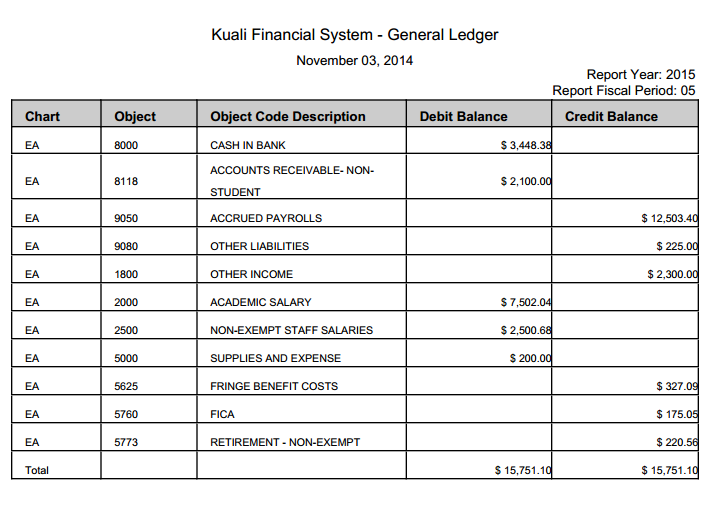 Kuali Financial System - General Ledger
November 03, 2014
Report Year: 2015
Report Fiscal Period: 05
Chart Object Object Code Description Debit Balance Credit Balance
EA 8000 CASH IN BANK $ 3,448.38
EA 8118 ACCOUNTS RECEIVABLE- NON-
STUDENT $ 2,100.00
EA 9050 ACCRUED PAYROLLS $ 12,503.40
EA 9080 OTHER LIABILITIES $ 225.00
EA 1800 OTHER INCOME $ 2,300.00
EA 2000 ACADEMIC SALARY $ 7,502.04
EA 2500 NON-EXEMPT STAFF SALARIES $ 2,500.68
EA 5000 SUPPLIES AND EXPENSE $ 200.00
EA 5625 FRINGE BENEFIT COSTS $ 327.09
EA 5760 FICA $ 175.05
EA 5773 RETIREMENT - NON-EXEMPT $ 220.56
Total $ 15,751.10 $ 15,751.10